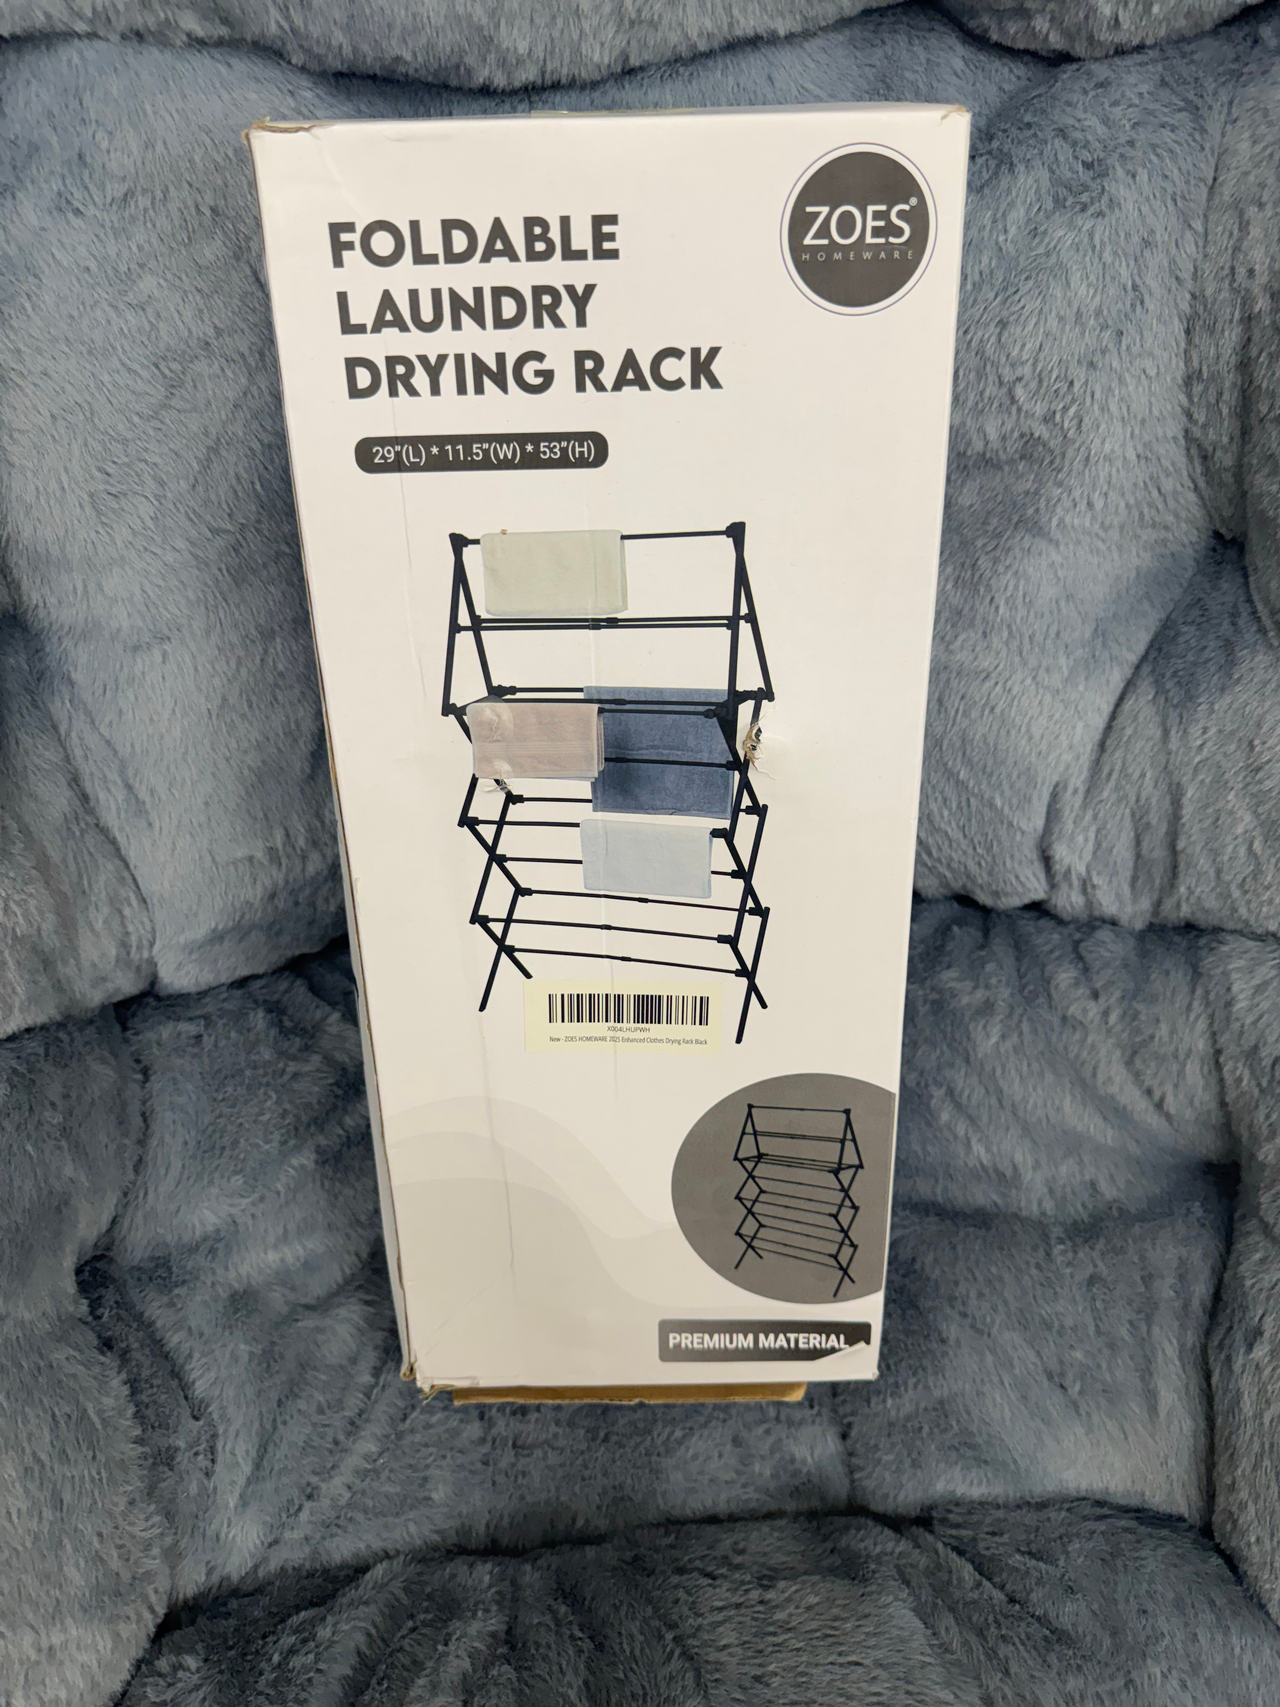 ZOES®
HOMEWARE
FOLDABLE
LAUNDRY
DRYING RACK
29"(L) * 11.5"(W) * 53"(H)
X004LHUPWH
New - ZOES HOMEWARE 2025 Enhanced Clothes Drying Rack Black
PREMIUM MATERIAL